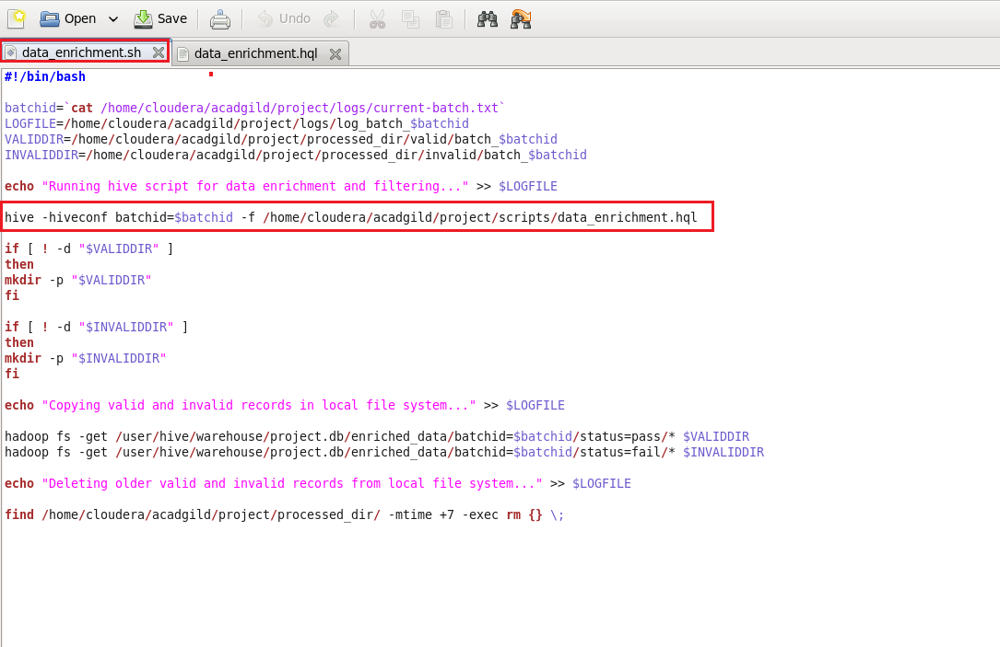 Open Save Undo
data_enrichment.sh data_enrichment.hql
#!/bin/bash
batchid=`cat /home/cloudera/acadgild/project/logs/current-batch.txt`
LOGFILE=/home/cloudera/acadgild/project/logs/log_batch_$batchid
VALIDDIR=/home/cloudera/acadgild/project/processed_dir/valid/batch_$batchid
INVALIDDIR=/home/cloudera/acadgild/project/processed_dir/invalid/batch_$batchid
echo "Running hive script for data enrichment and filtering..." >> $LOGFILE
hive -hiveconf batchid=$batchid -f /home/cloudera/acadgild/project/scripts/data_enrichment.hql
if [ ! -d "$VALIDDIR" ]
then
mkdir -p "$VALIDDIR"
fi
if [ ! -d "$INVALIDDIR" ]
then
mkdir -p "$INVALIDDIR"
fi
echo "Copying valid and invalid records in local file system..." >> $LOGFILE
hadoop fs -get /user/hive/warehouse/project.db/enriched_data/batchid=$batchid/status=pass/* $VALIDDIR
hadoop fs -get /user/hive/warehouse/project.db/enriched_data/batchid=$batchid/status=fail/* $INVALIDDIR
echo "Deleting older valid and invalid records from local file system..." >> $LOGFILE
find /home/cloudera/acadgild/project/processed_dir/ -mtime +7 -exec rm {} \;